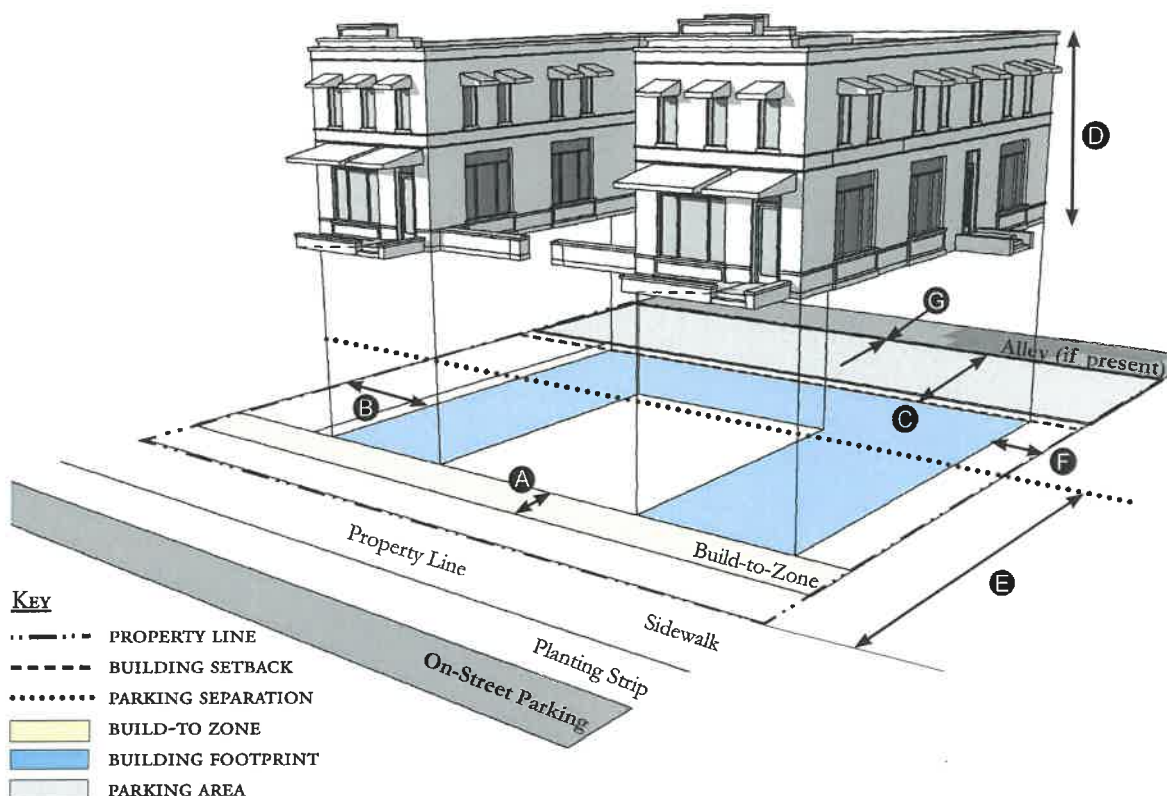 D
G
Alley (if present)
B
C
F
A
Build-to-Zone
Property Line
E
Sidewalk
Planting Strip
On-Street Parking
KEY
PROPERTY LINE
BUILDING SETBACK
PARKING SEPARATION
BUILD-TO ZONE
BUILDING FOOTPRINT
PARKING AREA